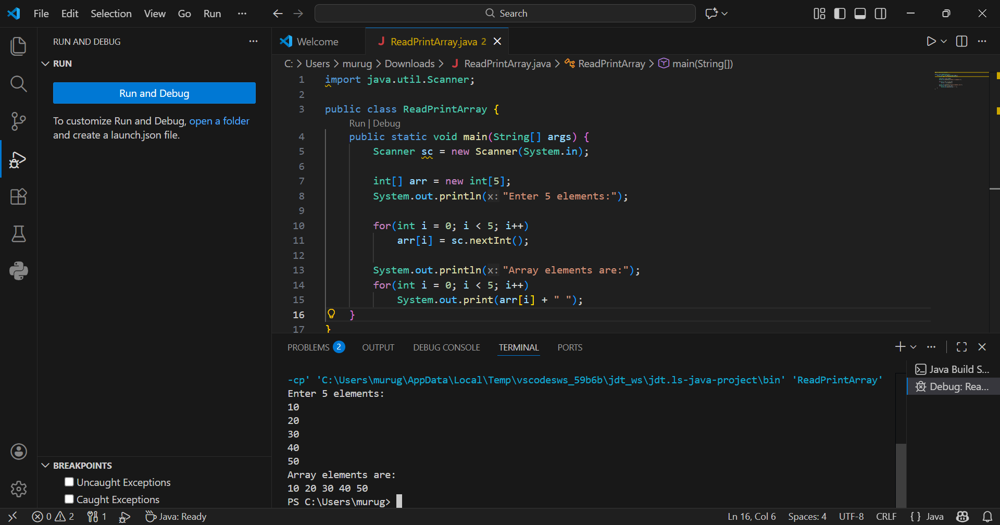 File Edit Selection View Go Run ···
Search
RUN AND DEBUG
RUN
Run and Debug
To customize Run and Debug, open a folder
and create a launch.json file.
BREAKPOINTS
Uncaught Exceptions
Caught Exceptions
Welcome
ReadPrintArray.java 2
C: > Users > murug > Downloads > ReadPrintArray.java > ReadPrintArray > main(String[])
1 import java.util.Scanner;
2
3 public class ReadPrintArray {
Run | Debug
4 public static void main(String[] args) {
5 Scanner sc = new Scanner(System.in);
6
7 int[] arr = new int[5];
8 System.out.println(x: "Enter 5 elements:");
9
10 for(int i = 0; i < 5; i++)
11 arr[i] = sc.nextInt();
12
13 System.out.println(x: "Array elements are:");
14 for(int i = 0; i < 5; i++)
15 System.out.print(arr[i] + " ");
16 }
17 }
PROBLEMS 2 OUTPUT DEBUG CONSOLE TERMINAL PORTS
-cp' 'C:\Users\murug\AppData\Local\Temp\vscodesws_59b6b\jdt_ws\jdt.ls-java-project\bin' 'ReadPrintArray'
Enter 5 elements:
10
20
30
40
50
Array elements are:
10 20 30 40 50
PS C:\Users\murug>
Java Build S...
Debug: Rea...
0 2 1 Java: Ready
Ln 16, Col 6 Spaces: 4 UTF-8 CRLF { } Java